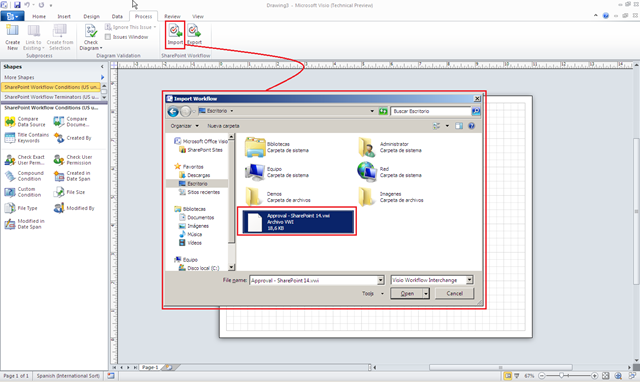 Drawing3 - Microsoft Visio (Technical Preview)
Home Insert Design Data Process Review View
Create New
Link to Existing
Create from Selection
Subprocess
Check Diagram
Ignore This Issue
Issues Window
Diagram Validation
Import
Export
SharePoint Workflow
Shapes
More Shapes
SharePoint Workflow Conditions (US un...
SharePoint Workflow Terminators (US ...
SharePoint Workflow Conditions (US u...
Compare Data Source
Compare Docume...
Title Contains Keywords
Created By
Check Exact User Perm...
Check User Permission
Compound Condition
Created in Date Span
Custom Condition
File Size
File Type
Modified By
Modified in Date Span
Import Workflow
Escritorio
Buscar Escritorio
Organizar
Nueva carpeta
Microsoft Office Visio
SharePoint Sites
Favoritos
Descargas
Escritorio
Sitios recientes
Bibliotecas
Documentos
Imágenes
Música
Vídeos
Equipo
Disco local (C:)
Bibliotecas
Carpeta de sistema
Administrator
Carpeta de sistema
Equipo
Carpeta de sistema
Red
Carpeta de sistema
Demos
Carpeta de archivos
Imagenes
Carpeta de archivos
Approval - SharePoint 14.vwi
Archivo VWI
18,6 KB
File name: Approval - SharePoint 14.vwi
Visio Workflow Interchange
Tools
Open
Cancel
Page-1
Page 1 of 1
Spanish (International Sort)
67%